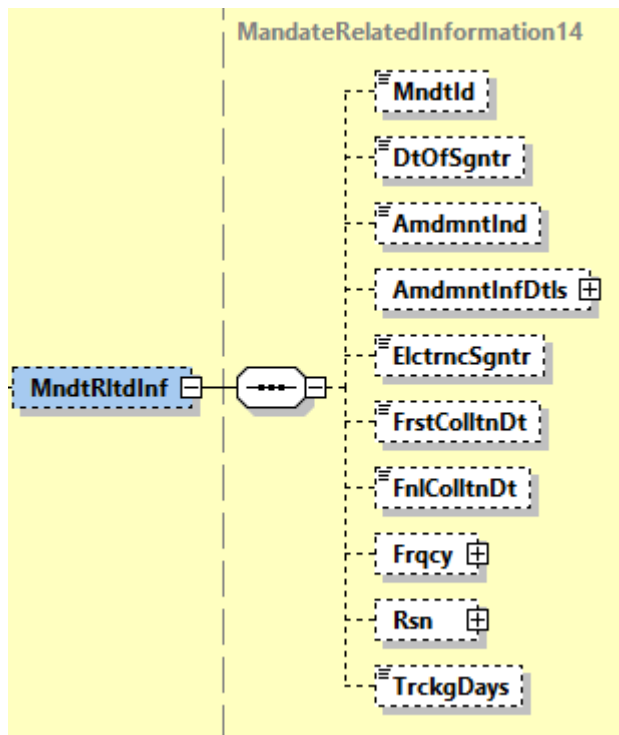 MandateRelatedInformation14
MndtId
DtOfSgntr
AmdmntInd
AmdmntInfDtls
ElctrncSgntr
MndtRltdInf
FrstColltnDt
FnlColltnDt
Frqcy
Rsn
TrckgDays